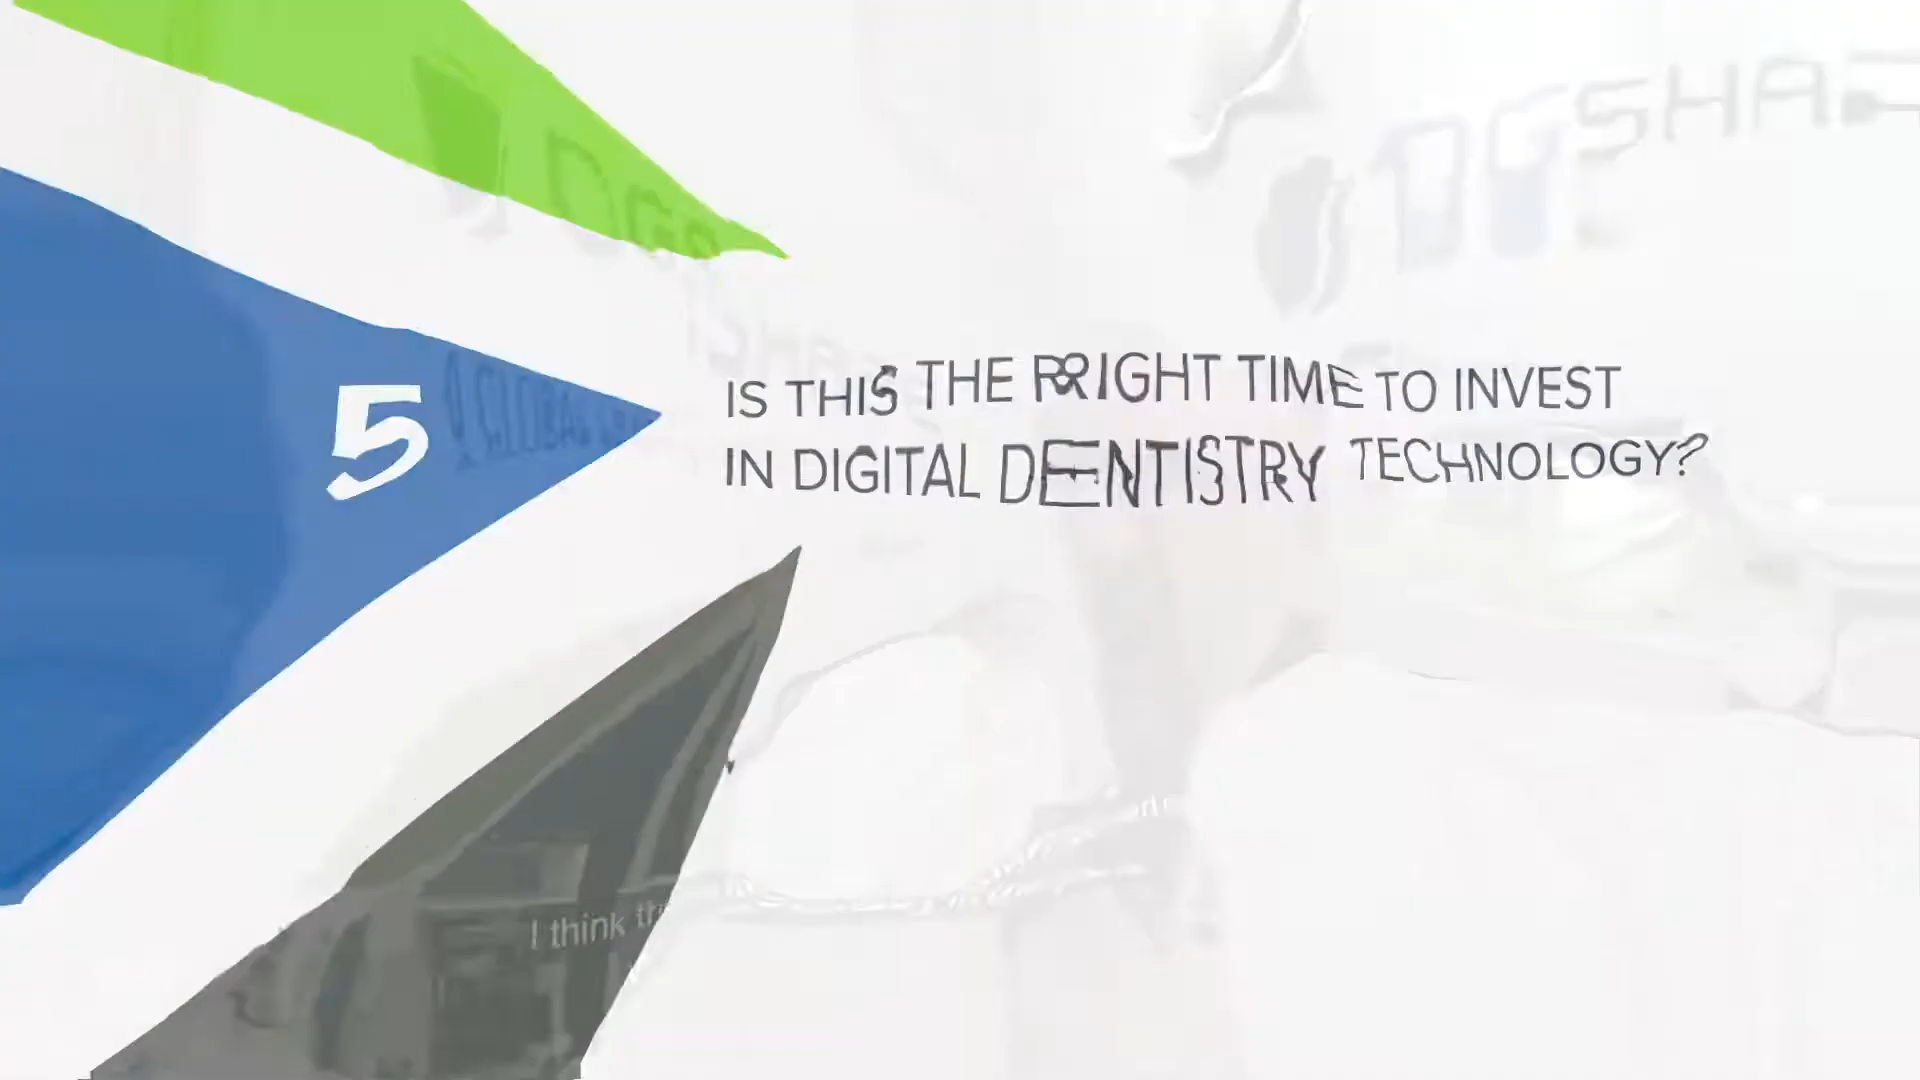 5
IS THIS THE RIGHT TIME TO INVEST
IN DIGITAL DENTISTRY TECHNOLOGY?
I think